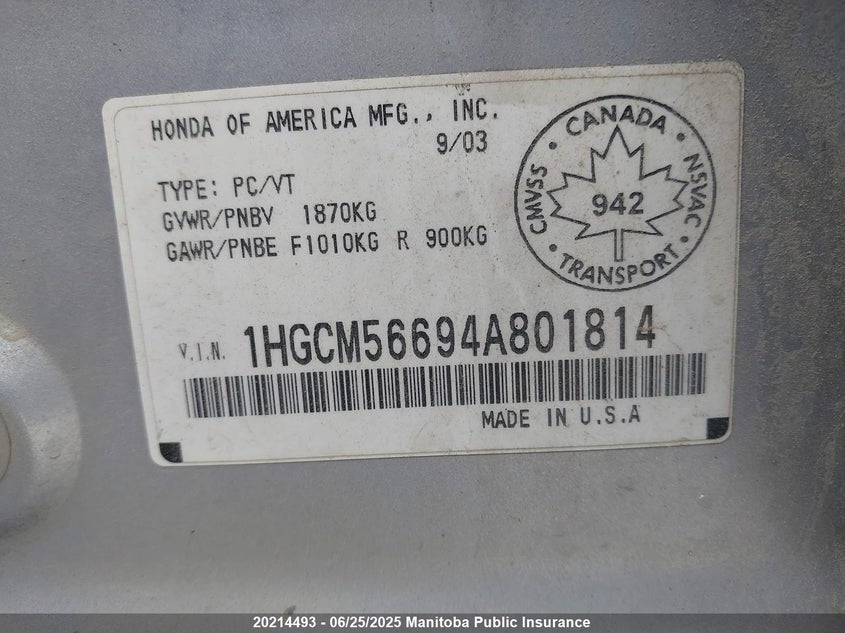 HONDA OF AMERICA MFG., INC.
9/03
TYPE: PC/VT
GVWR/PNBV 1870KG
GAWR/PNBE F1010KG R 900KG
CMVSS • CANADA • NSVAC • TRANSPORT •
942
V.I.N. 1HGCM56694A801814
MADE IN U.S.A
20214493 - 06/25/2025 Manitoba Public Insurance